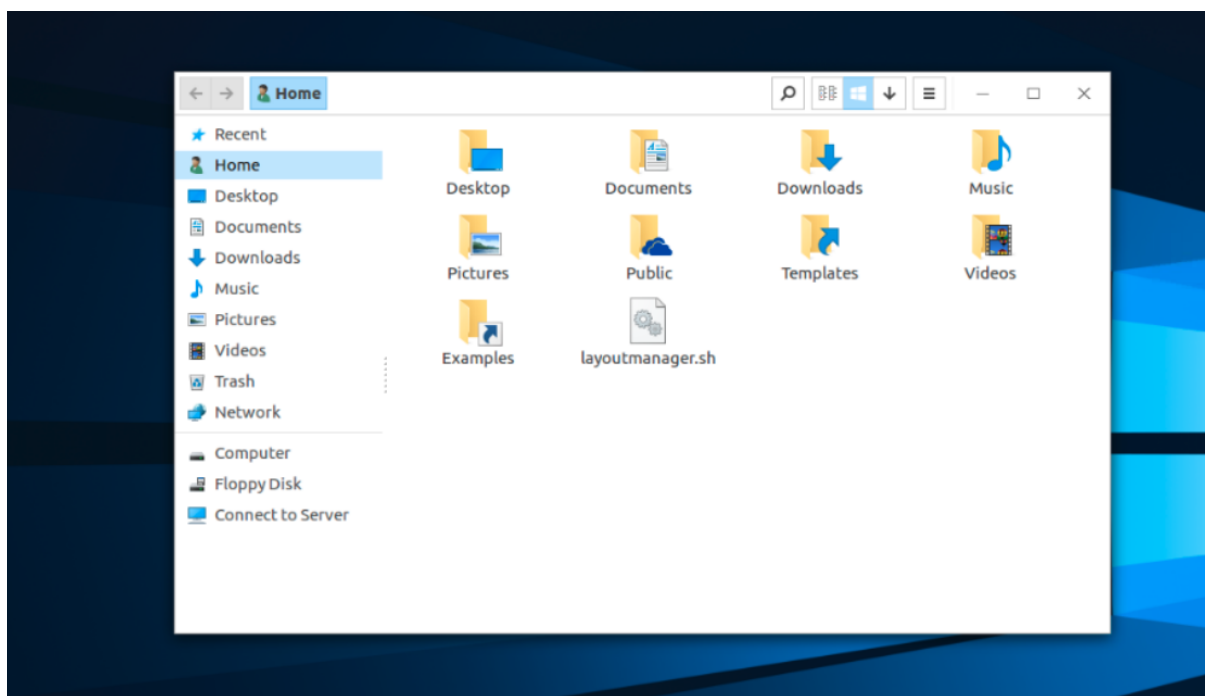 Home
Recent
Home
Desktop
Documents
Downloads
Music
Pictures
Videos
Trash
Network
Computer
Floppy Disk
Connect to Server
Desktop Documents Downloads Music
Pictures Public Templates Videos
Examples layoutmanager.sh